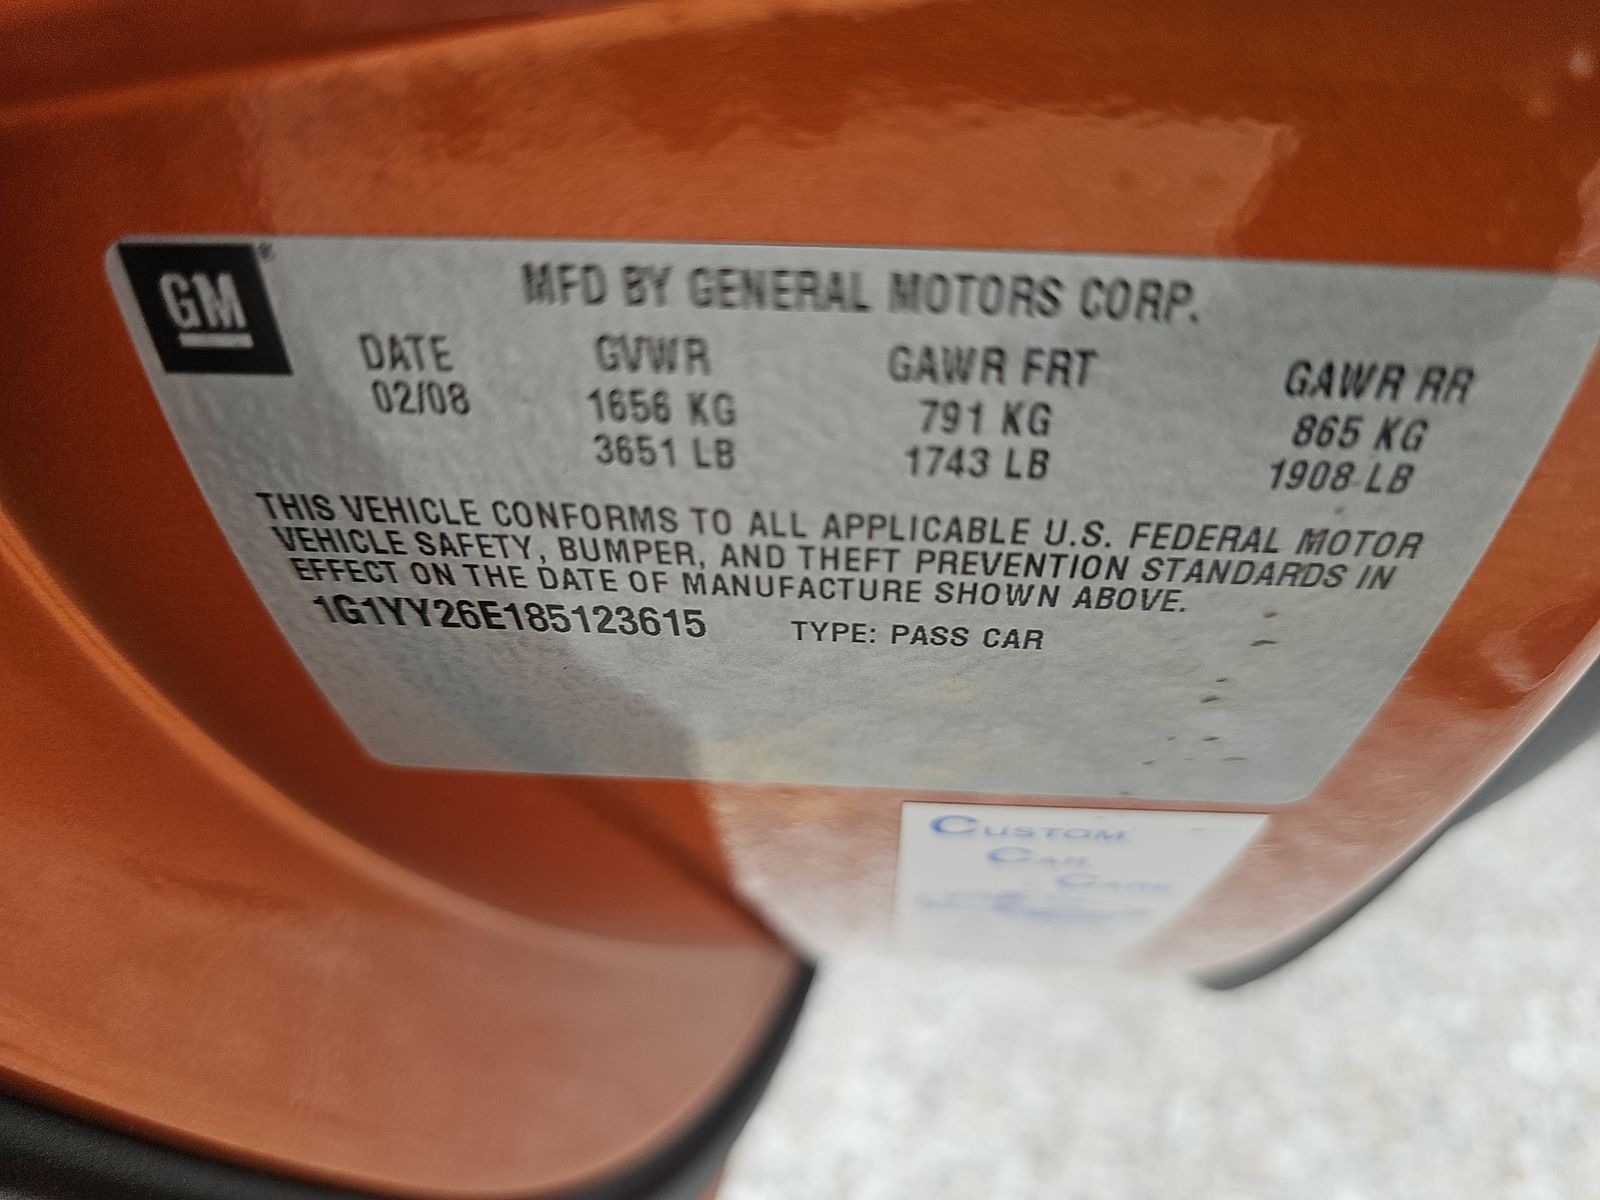 GM ®
MFD BY GENERAL MOTORS CORP.
DATE GVWR GAWR FRT GAWR RR
02/08 1656 KG 791 KG 865 KG
3651 LB 1743 LB 1908 LB
THIS VEHICLE CONFORMS TO ALL APPLICABLE U.S. FEDERAL MOTOR
VEHICLE SAFETY, BUMPER, AND THEFT PREVENTION STANDARDS IN
EFFECT ON THE DATE OF MANUFACTURE SHOWN ABOVE.
1G1YY26E185123615 TYPE: PASS CAR
CUSTOM
CAR
CARE